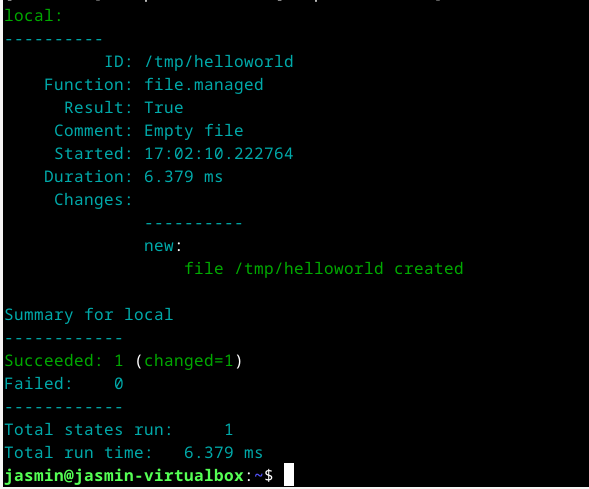 local:
----------
          ID: /tmp/helloworld
    Function: file.managed
      Result: True
     Comment: Empty file
     Started: 17:02:10.222764
    Duration: 6.379 ms
     Changes:
              ----------
              new:
                  file /tmp/helloworld created

Summary for local
------------
Succeeded: 1 (changed=1)
Failed:    0
------------
Total states run:     1
Total run time:   6.379 ms
jasmin@jasmin-virtualbox:~$